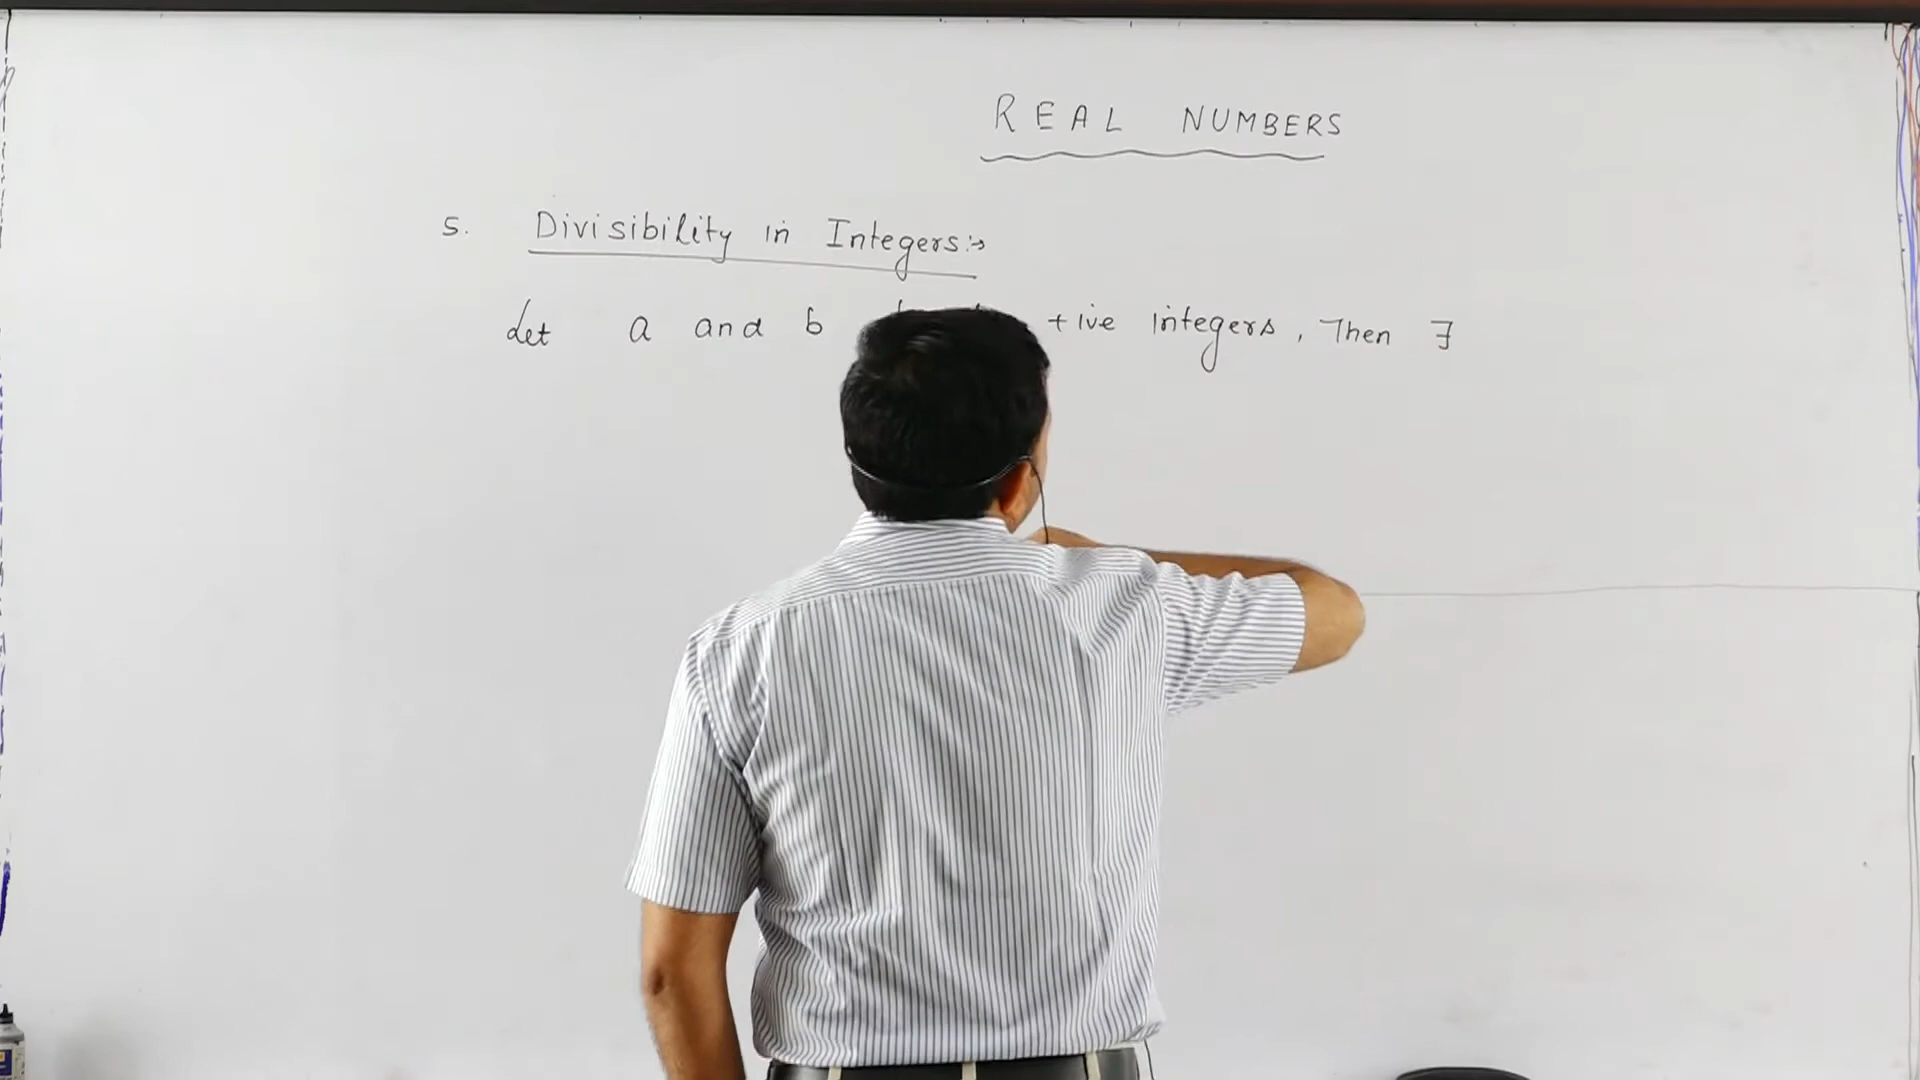 REAL NUMBERS
5. Divisibility in Integers:→
Let a and b +ive integers, Then ∃